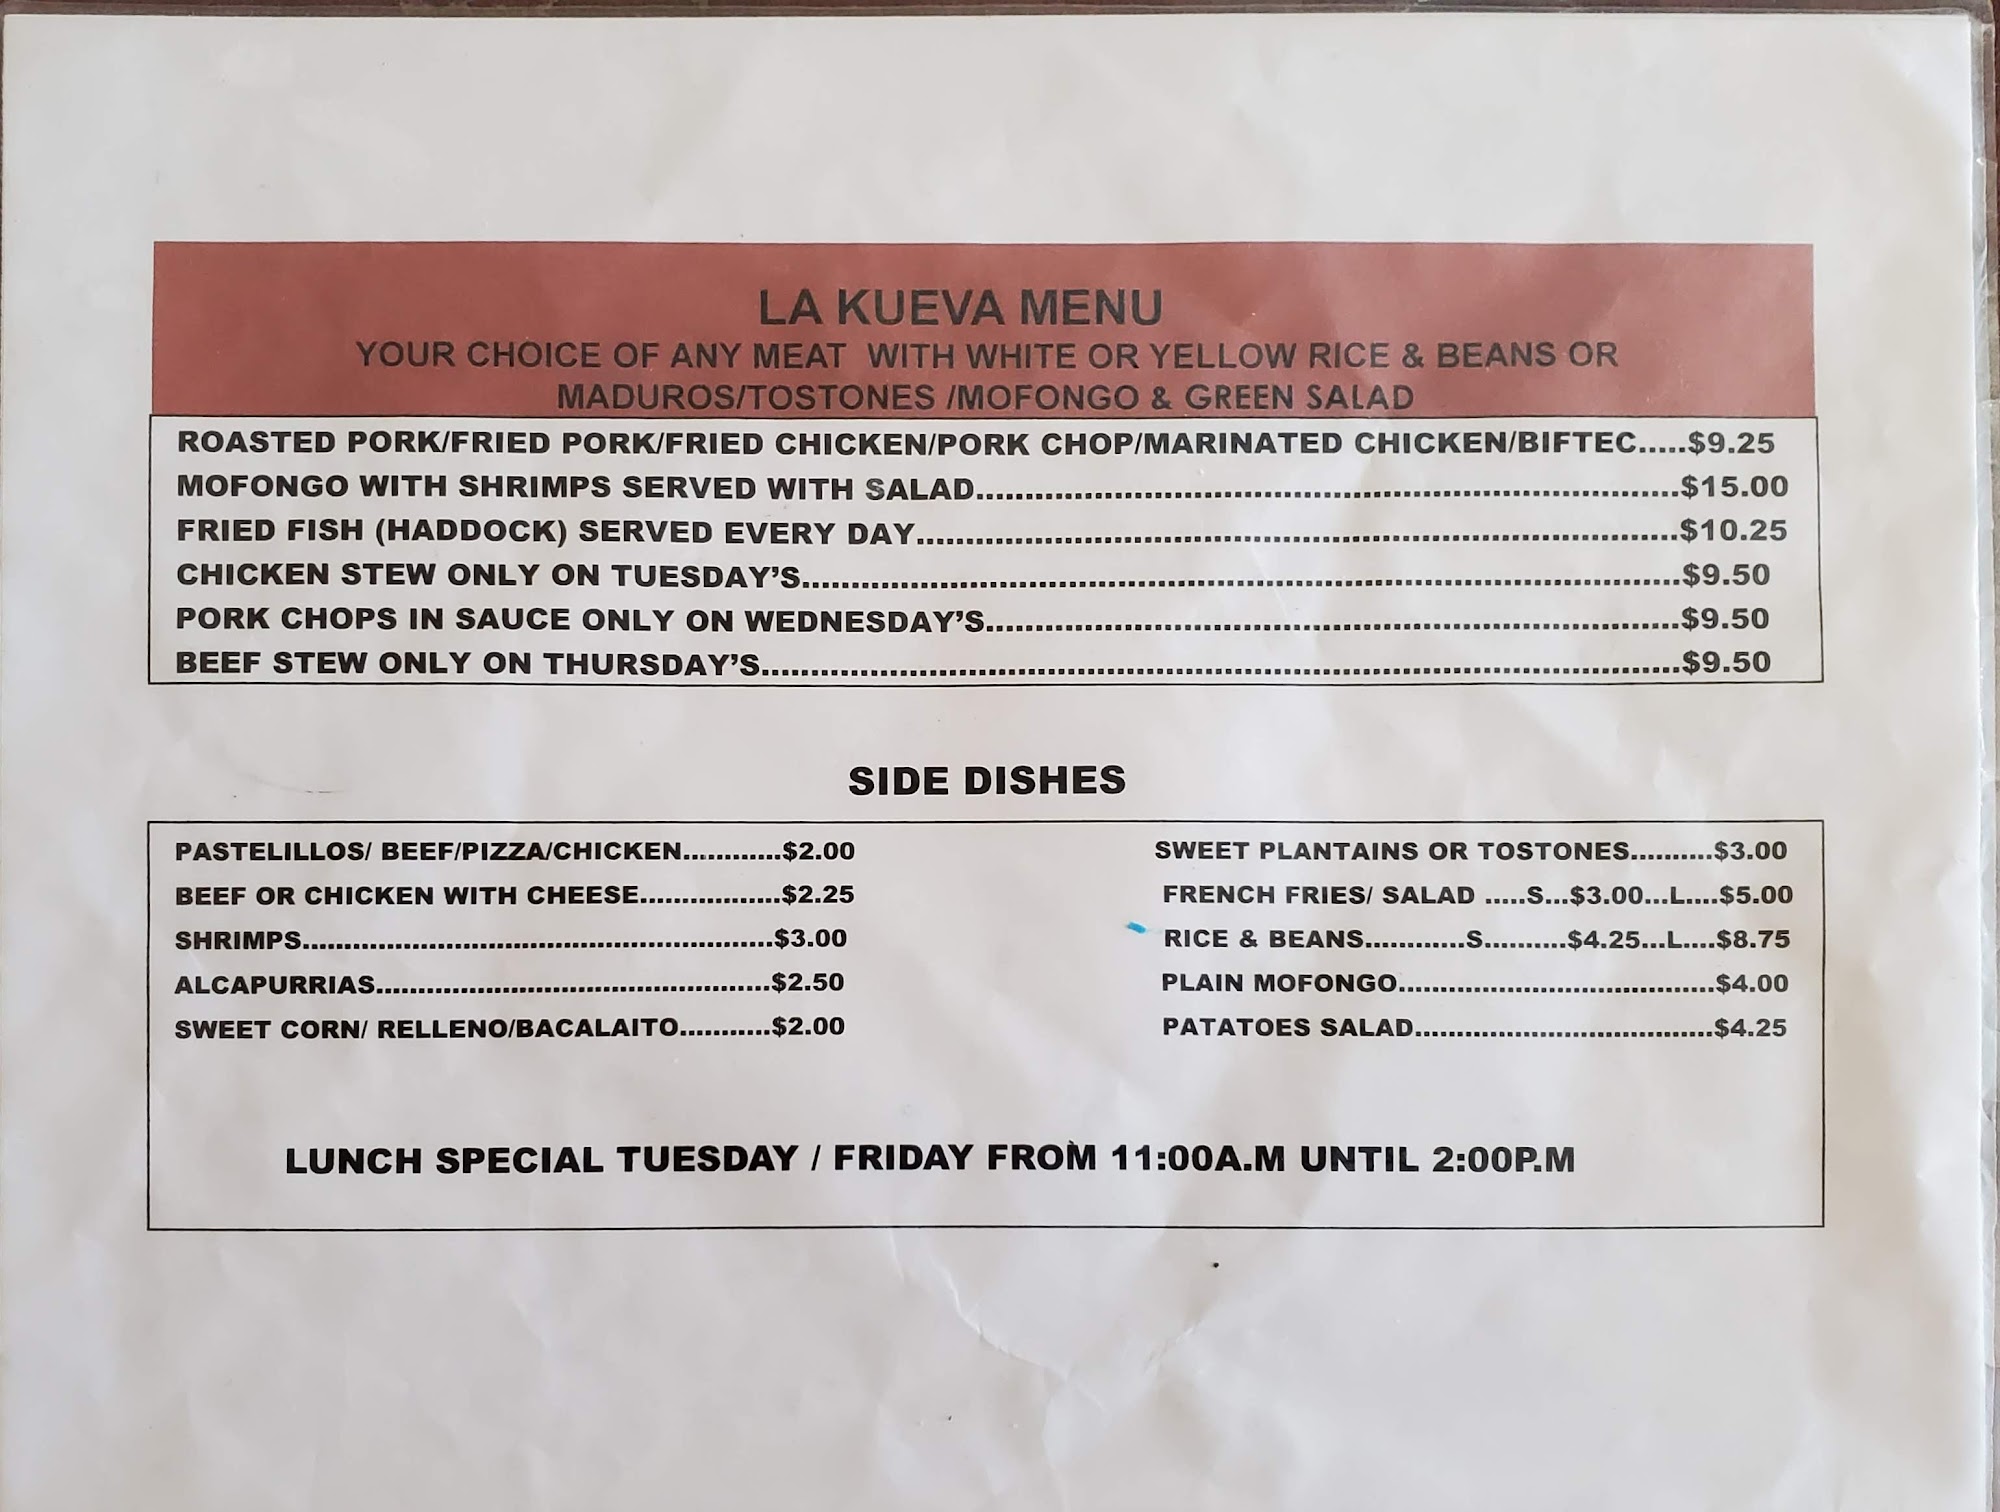 LA KUEVA MENU
YOUR CHOICE OF ANY MEAT WITH WHITE OR YELLOW RICE & BEANS OR
MADUROS/TOSTONES /MOFONGO & GREEN SALAD
ROASTED PORK/FRIED PORK/FRIED CHICKEN/PORK CHOP/MARINATED CHICKEN/BIFTEC.....$9.25
MOFONGO WITH SHRIMPS SERVED WITH SALAD......................................................................$15.00
FRIED FISH (HADDOCK) SERVED EVERY DAY............................................................................$10.25
CHICKEN STEW ONLY ON TUESDAY'S.......................................................................................$9.50
PORK CHOPS IN SAUCE ONLY ON WEDNESDAY'S.....................................................................$9.50
BEEF STEW ONLY ON THURSDAY'S...........................................................................................$9.50
SIDE DISHES
PASTELILLOS/ BEEF/PIZZA/CHICKEN............$2.00
BEEF OR CHICKEN WITH CHEESE.................$2.25
SHRIMPS.........................................................$3.00
ALCAPURRIAS................................................$2.50
SWEET CORN/ RELLENO/BACALAITO...........$2.00
SWEET PLANTAINS OR TOSTONES..........$3.00
FRENCH FRIES/ SALAD .....S...$3.00...L....$5.00
RICE & BEANS............S..........$4.25...L....$8.75
PLAIN MOFONGO......................................$4.00
PATATOES SALAD....................................$4.25
LUNCH SPECIAL TUESDAY / FRIDAY FROM 11:00A.M UNTIL 2:00P.M